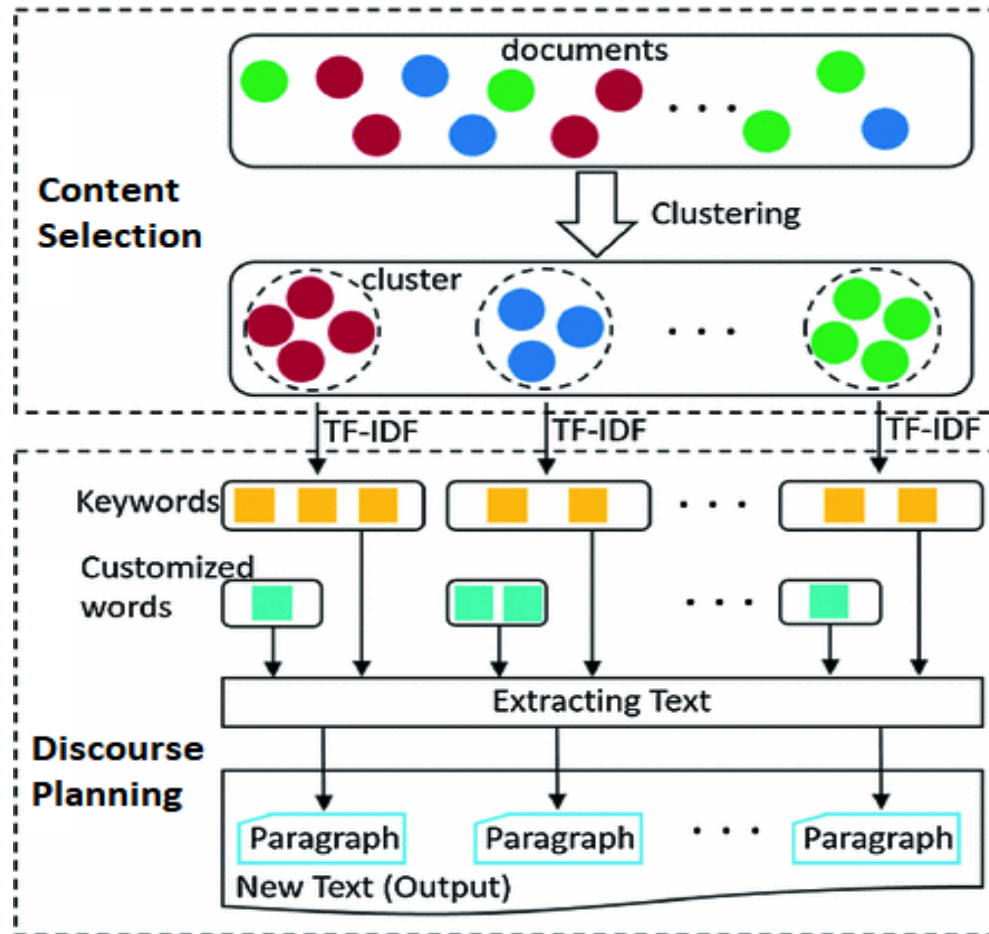 documents
Content
Selection
Clustering
cluster
TF-IDF
TF-IDF
TF-IDF
Keywords
Customized
words
Extracting Text
Discourse
Planning
Paragraph
Paragraph
Paragraph
New Text (Output)